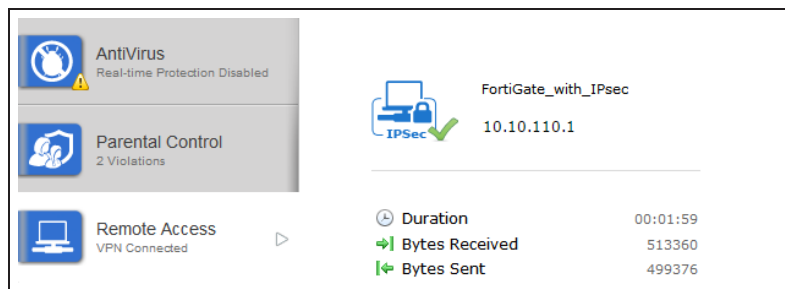 AntiVirus
Real-time Protection Disabled
Parental Control
2 Violations
Remote Access
VPN Connected
IPSec
FortiGate_with_IPsec
10.10.110.1
Duration 00:01:59
Bytes Received 513360
Bytes Sent 499376